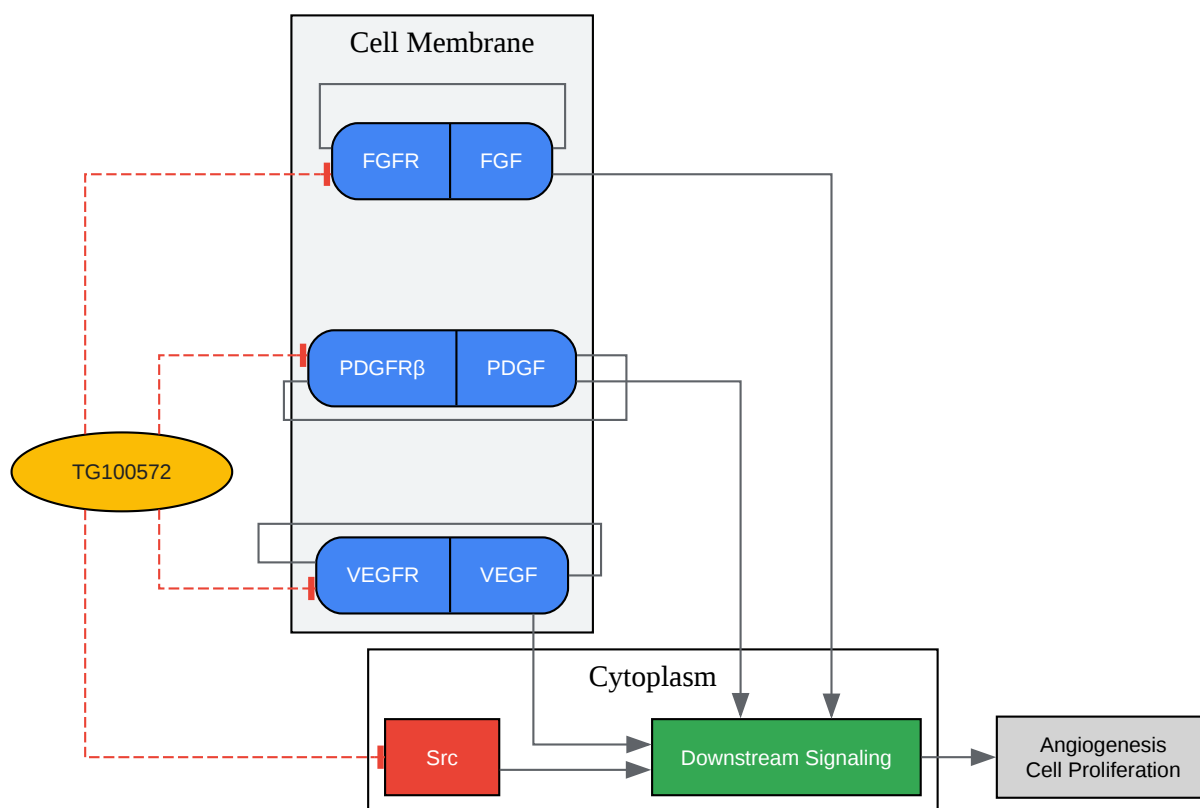 Cell Membrane
FGFR
FGF
PDGFRβ
PDGF
TG100572
VEGFR
VEGF
Cytoplasm
Src
Downstream Signaling
Angiogenesis
Cell Proliferation